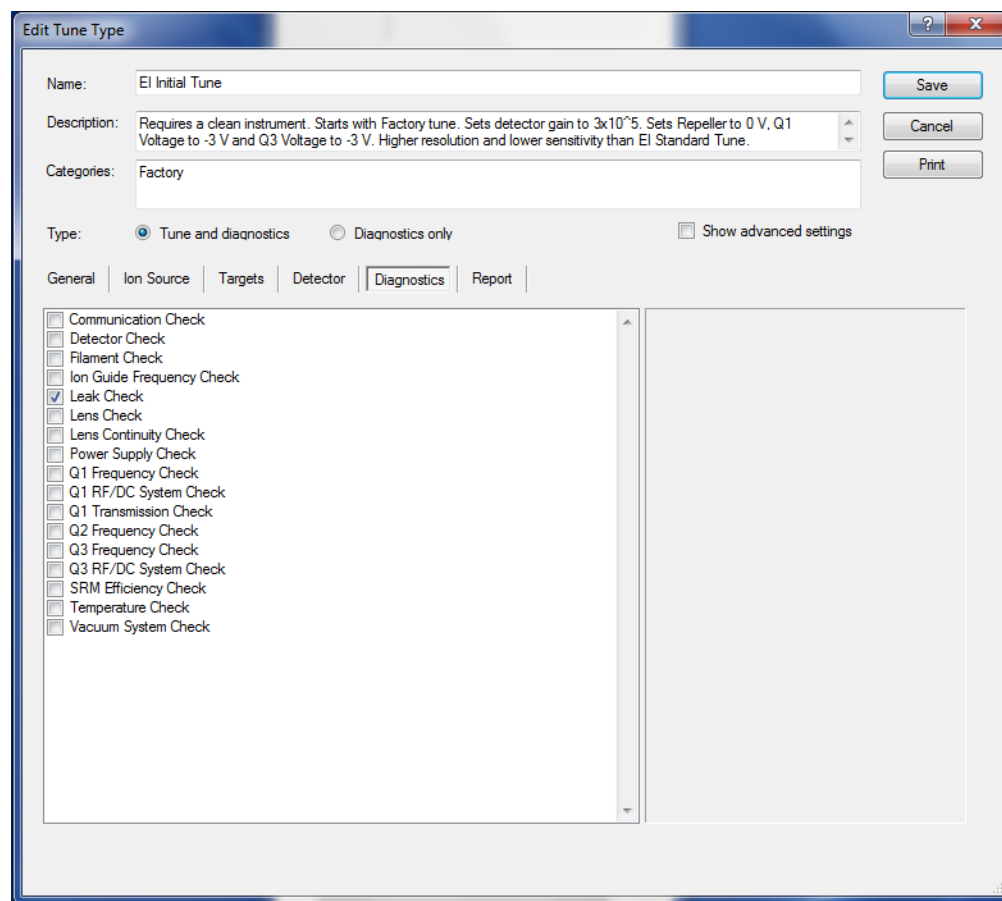 Edit Tune Type
Name:
EI Initial Tune
Save
Description:
Requires a clean instrument. Starts with Factory tune. Sets detector gain to 3x10^5. Sets Repeller to 0 V, Q1
Voltage to -3 V and Q3 Voltage to -3 V. Higher resolution and lower sensitivity than EI Standard Tune.
Cancel
Categories:
Factory
Print
Type:
Tune and diagnostics
Diagnostics only
Show advanced settings
General
Ion Source
Targets
Detector
Diagnostics
Report
Communication Check
Detector Check
Filament Check
Ion Guide Frequency Check
Leak Check
Lens Check
Lens Continuity Check
Power Supply Check
Q1 Frequency Check
Q1 RF/DC System Check
Q1 Transmission Check
Q2 Frequency Check
Q3 Frequency Check
Q3 RF/DC System Check
SRM Efficiency Check
Temperature Check
Vacuum System Check